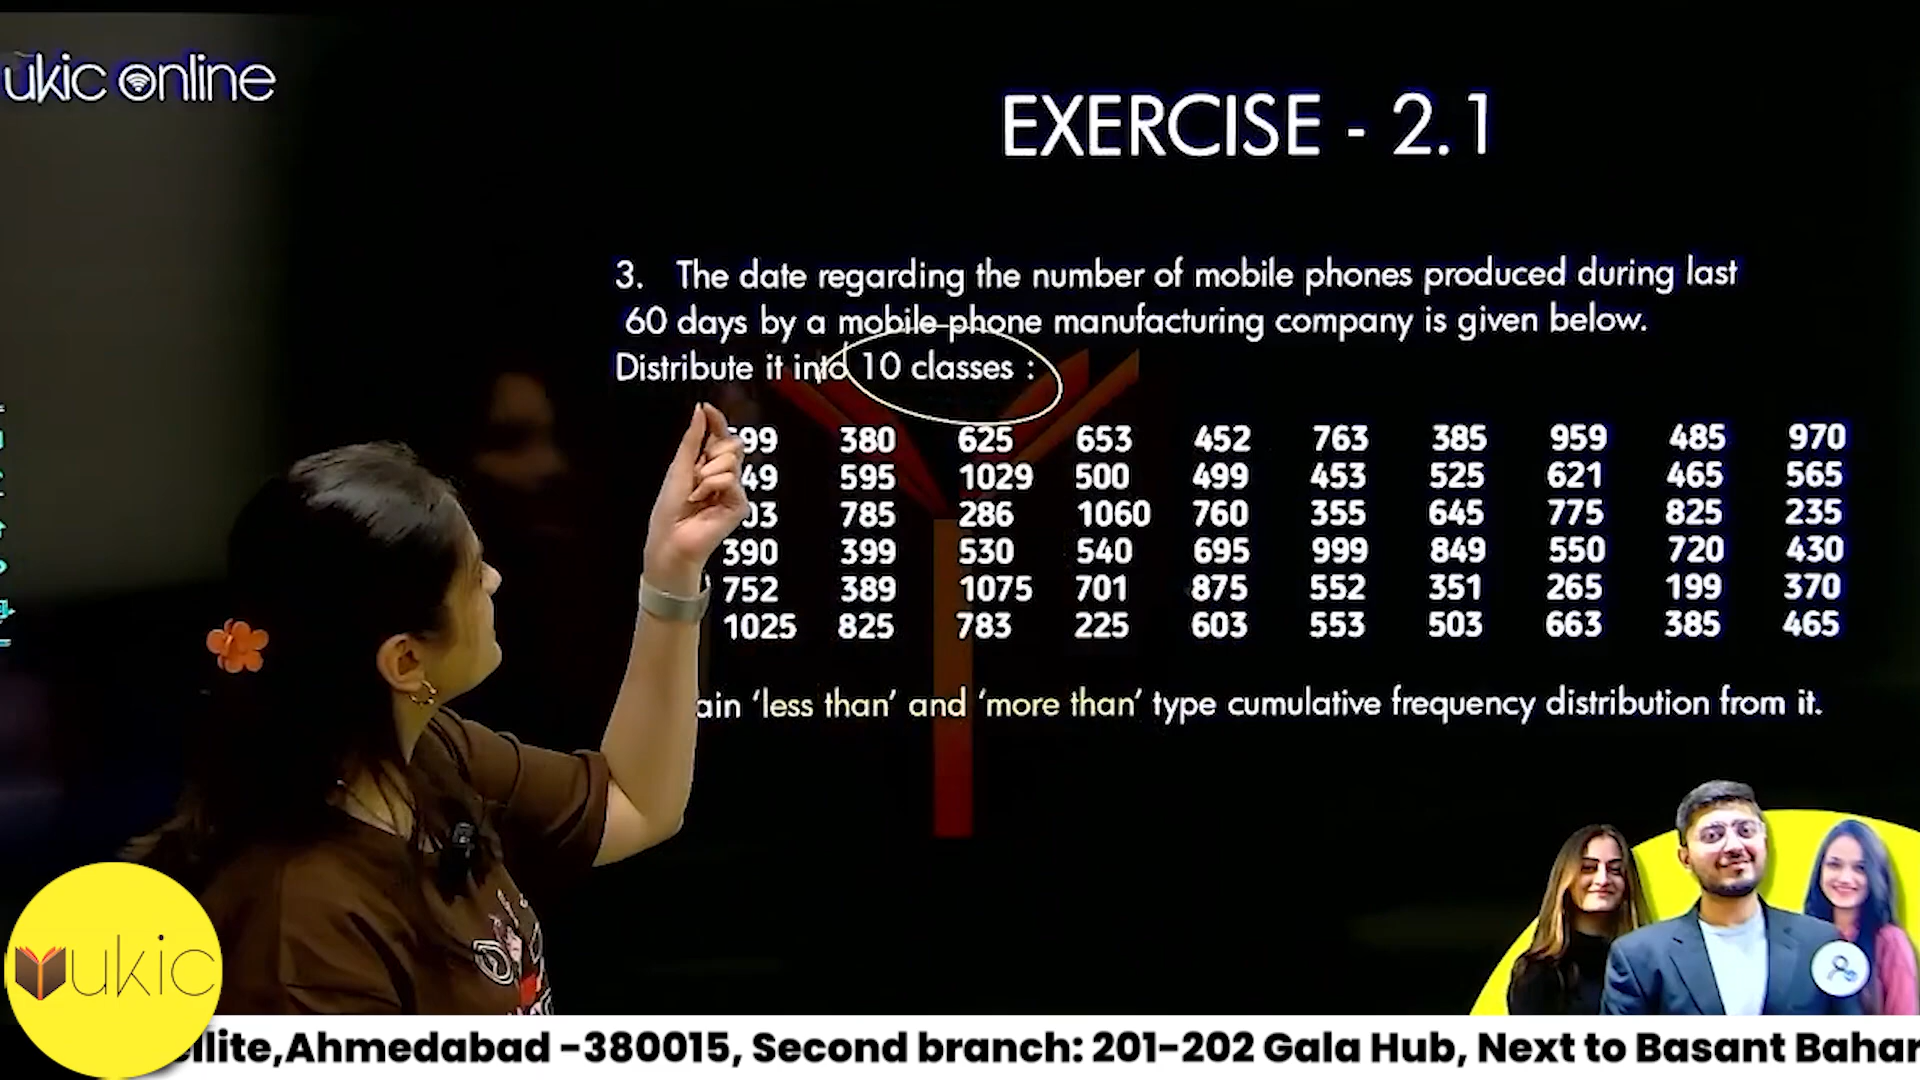 ukic online
EXERCISE - 2.1
3. The date regarding the number of mobile phones produced during last
60 days by a mobile phone manufacturing company is given below.
Distribute it into 10 classes :
380 625 653 452 763 385 959 485 970
595 1029 500 499 453 525 621 465 565
785 286 1060 760 355 645 775 825 235
390 399 530 540 695 999 849 550 720 430
752 389 1075 701 875 552 351 265 199 370
1025 825 783 225 603 553 503 663 385 465
'less than' and 'more than' type cumulative frequency distribution from it.
ukic
Ahmedabad -380015, Second branch: 201-202 Gala Hub, Next to Basant Bahar